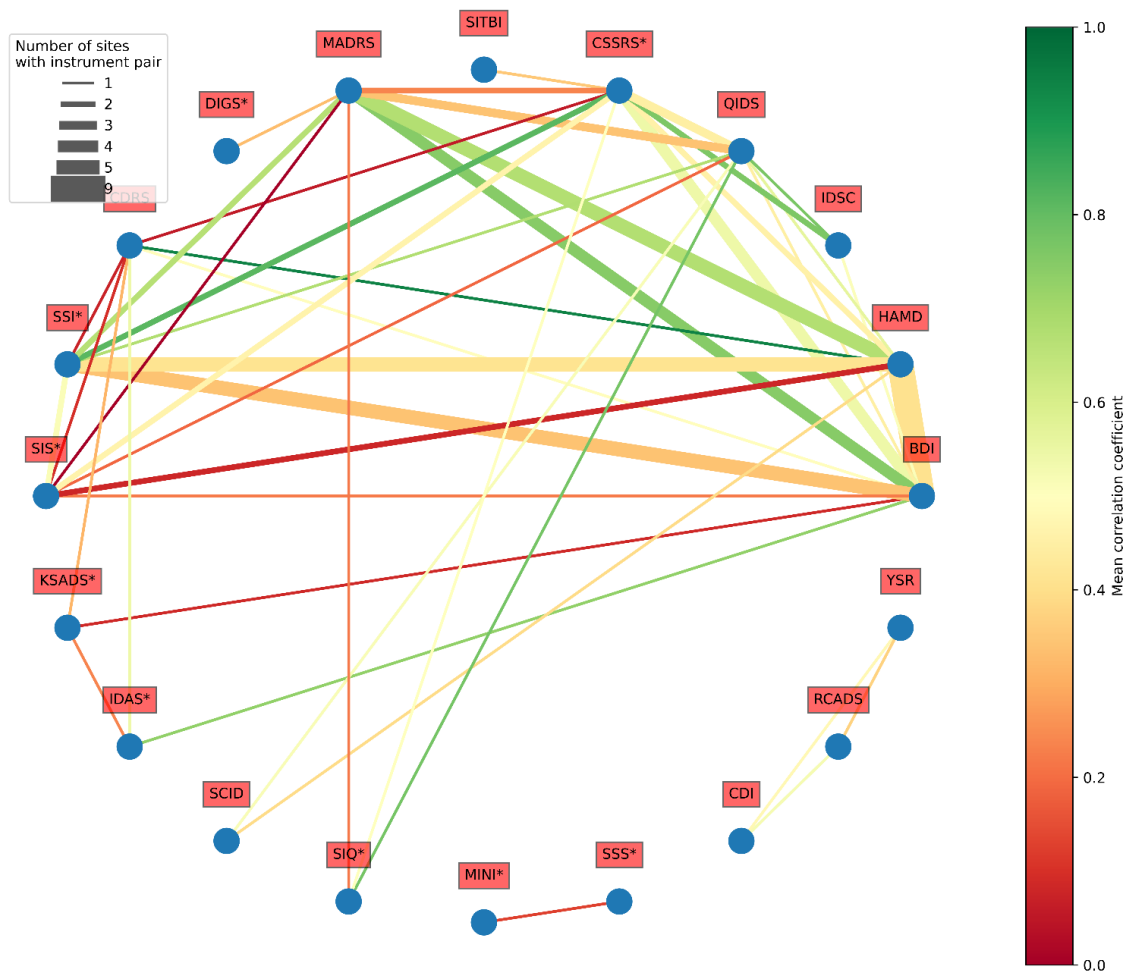 SITBI
MADRS
CSSRS*
Number of sites
with instrument pair
1
2
3
4
5
9
DIGS*
QIDS
CDRS
IDSC
SSI*
HAMD
SIS*
BDI
KSADS*
YSR
IDAS*
RCADS
SCID
CDI
SIQ*
MINI*
SSS*
1.0
0.8
0.6
0.4
0.2
0.0
Mean correlation coefficient